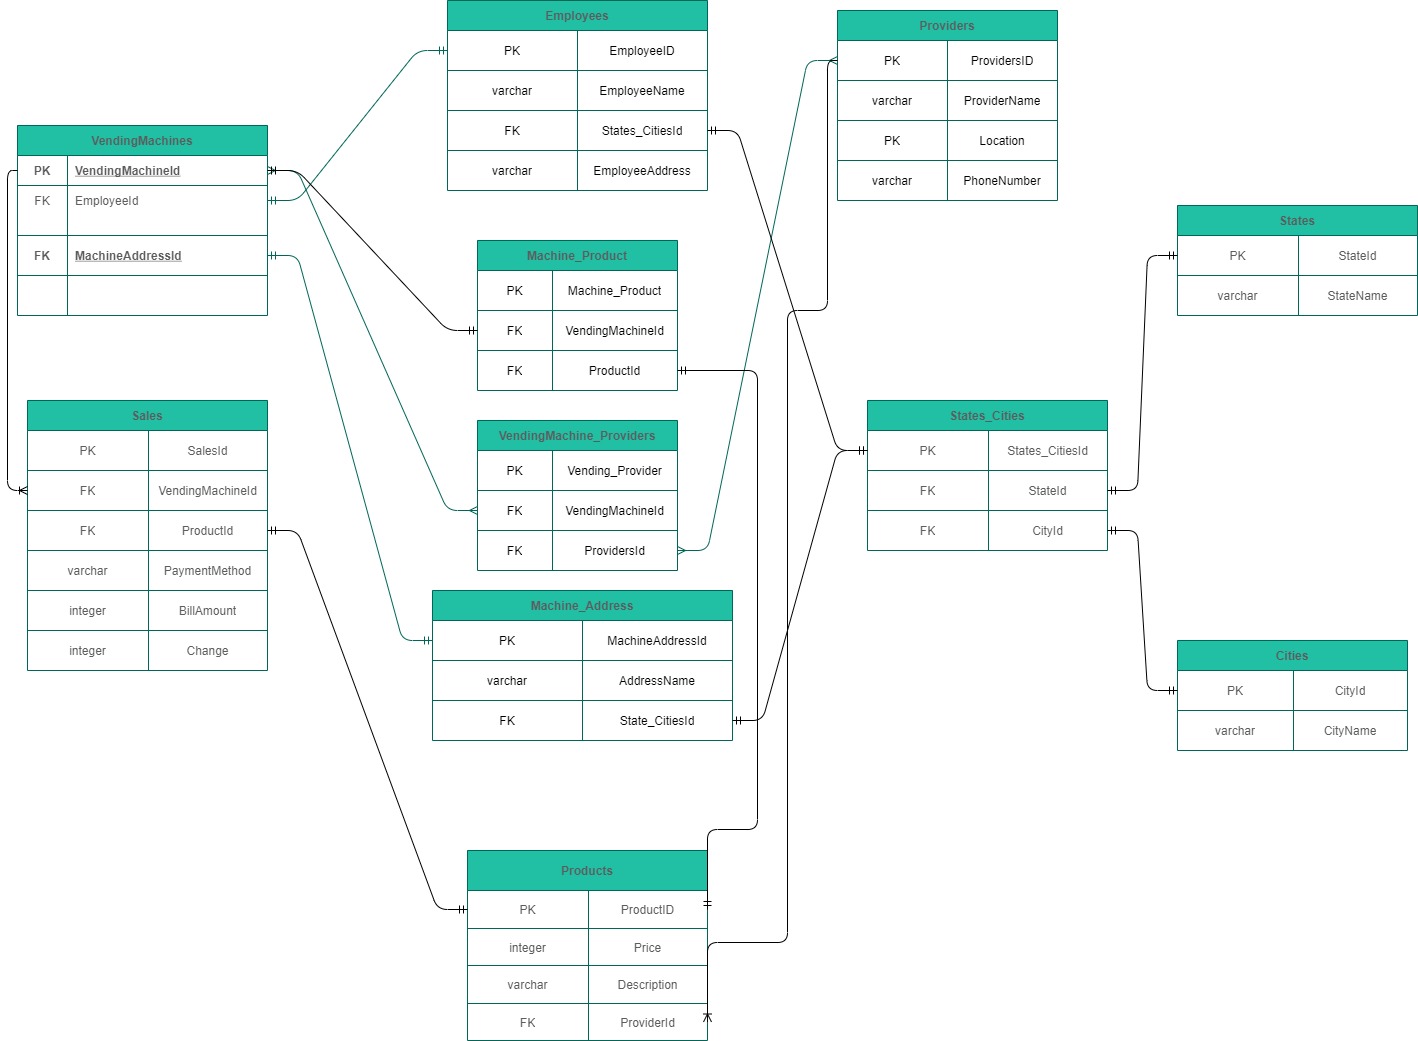 Employees
PK EmployeeID
varchar EmployeeName
FK States_CitiesId
varchar EmployeeAddress
Providers
PK ProvidersID
varchar ProviderName
PK Location
varchar PhoneNumber
VendingMachines
PK VendingMachineId
FK EmployeeId
FK MachineAddressId
Machine_Product
PK Machine_Product
FK VendingMachineId
FK ProductId
States
PK StateId
varchar StateName
Sales
PK SalesId
FK VendingMachineId
FK ProductId
varchar PaymentMethod
integer BillAmount
integer Change
VendingMachine_Providers
PK Vending_Provider
FK VendingMachineId
FK ProvidersId
States_Cities
PK States_CitiesId
FK StateId
FK CityId
Machine_Address
PK MachineAddressId
varchar AddressName
FK State_CitiesId
Cities
PK CityId
varchar CityName
Products
PK ProductID
integer Price
varchar Description
FK ProviderId